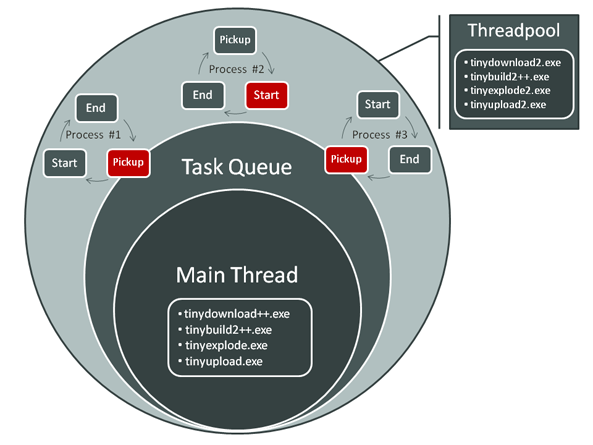 Threadpool
▪ tinydownload2.exe
▪ tinybuild2++.exe
▪ tinyexplode2.exe
▪ tinyupload2.exe
Pickup
Process #2
End
Start
End
Process #1
Start
Pickup
Start
Process #3
Pickup
End
Task Queue
Main Thread
▪ tinydownload++.exe
▪ tinybuild2++.exe
▪ tinyexplode.exe
▪ tinyupload.exe